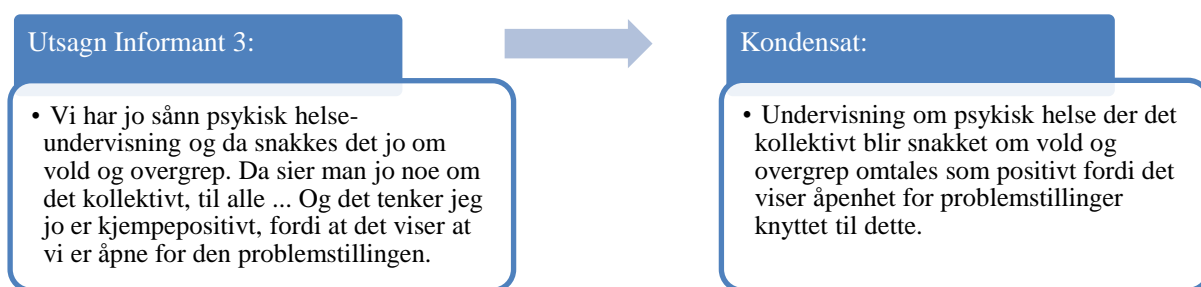 Utsagn Informant 3:
• Vi har jo sånn psykisk helse-
undervisning og da snakkes det jo om
vold og overgrep. Da sier man jo noe om
det kollektivt, til alle ... Og det tenker jeg
jo er kjempepositivt, fordi at det viser at
vi er åpne for den problemstillingen.
Kondensat:
• Undervisning om psykisk helse der det
kollektivt blir snakket om vold og
overgrep omtales som positivt fordi det
viser åpenhet for problemstillinger
knyttet til dette.